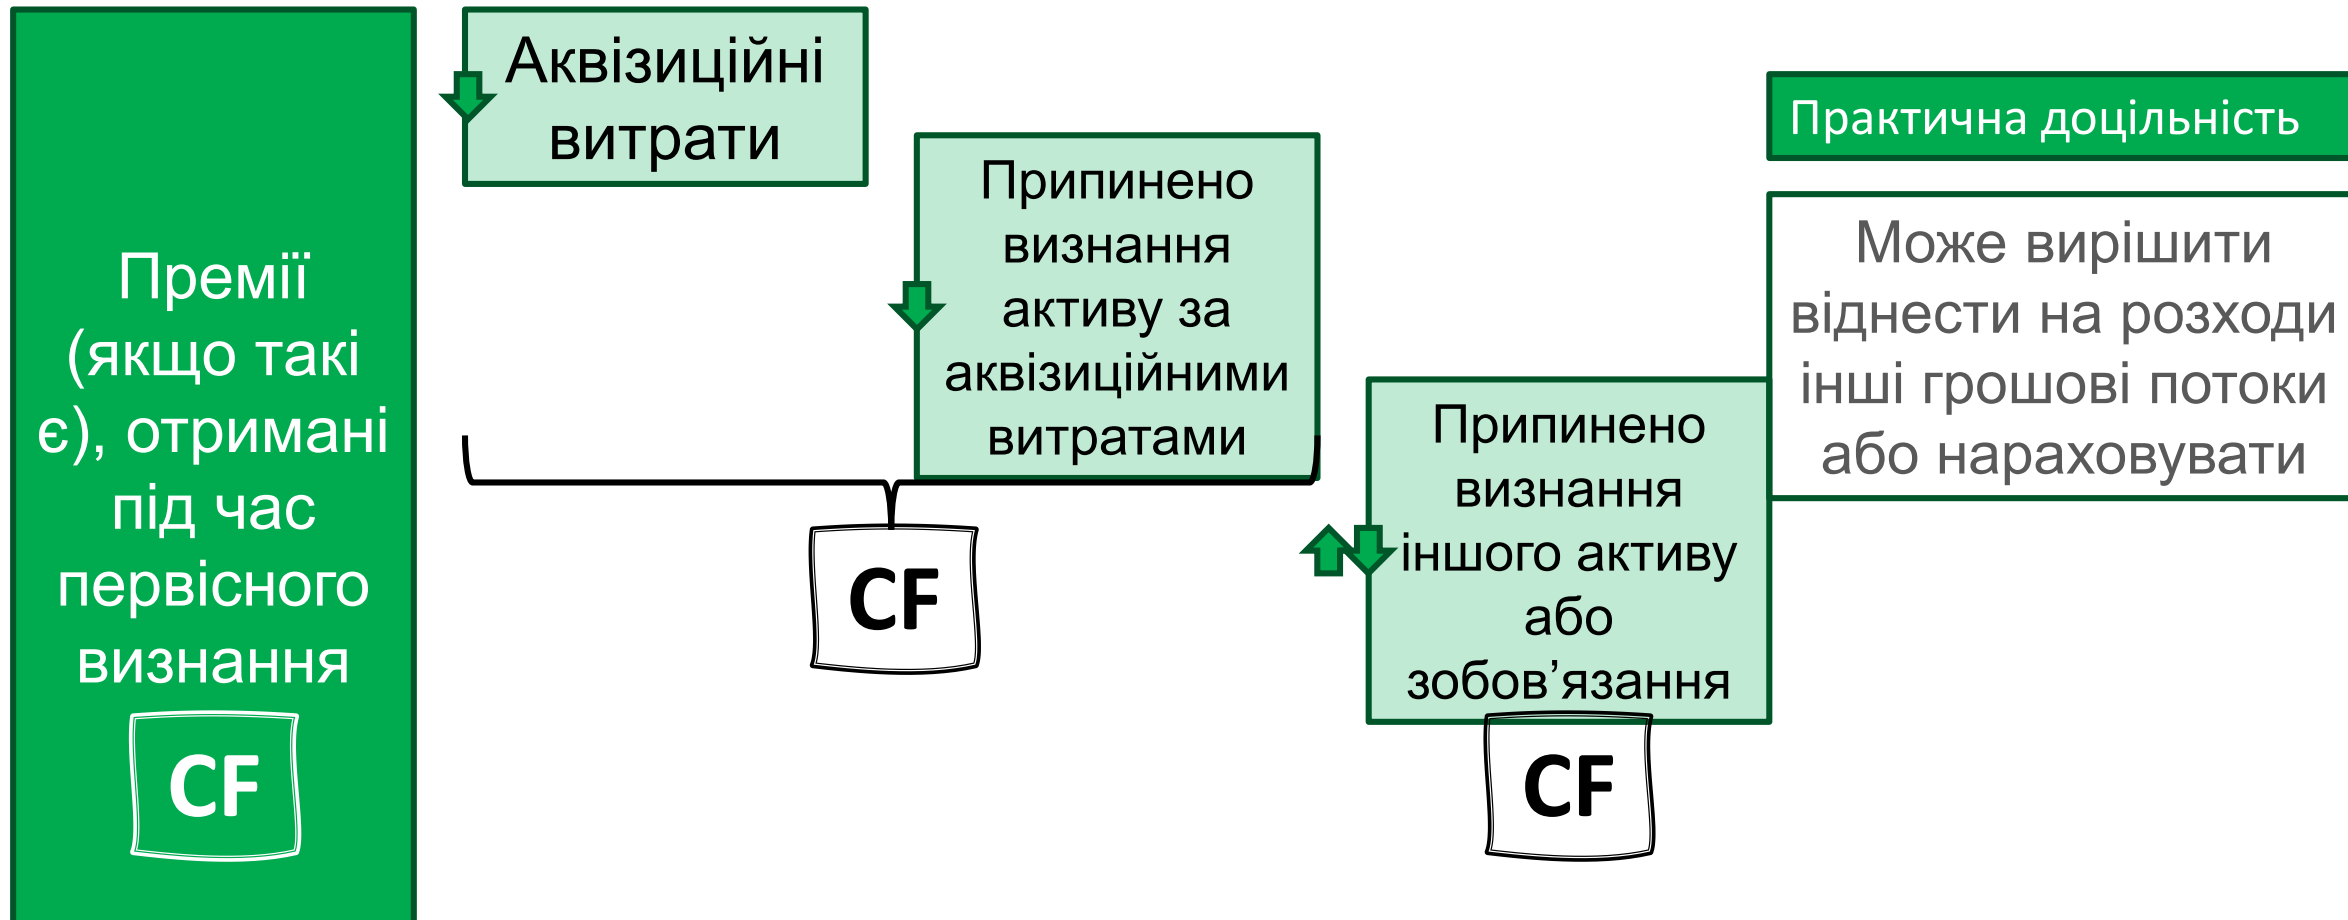 Премії
(якщо такі
є), отримані
під час
первісного
визнання
CF
Аквізиційні
витрати
Припинено
визнання
активу за
аквізиційними
витратами
CF
Припинено
визнання
іншого активу
або
зобов’язання
CF
Практична доцільність
Може вирішити
віднести на розходи
інші грошові потоки
або нараховувати